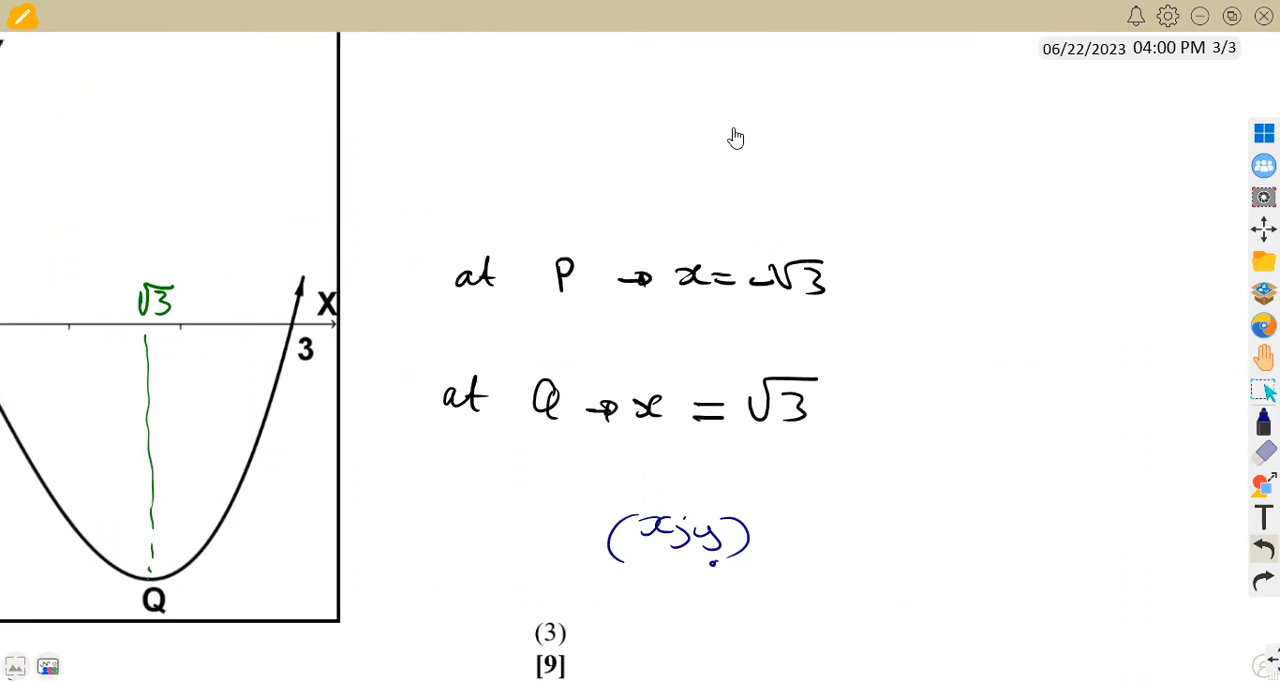 06/22/2023 04:00 PM 3/3
√3
X
3
Q
at P → x = -√3
at Q → x = √3
(x;y)
(3)
[9]
T